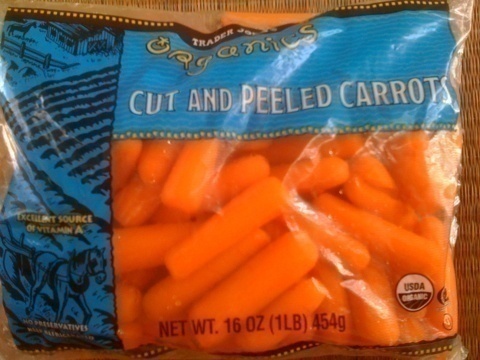 TRADER JO
Organics
CUT AND PEELED CARROTS
EXCELLENT SOURCE
OF VITAMIN A
NO PRESERVATIVES
USDA
ORGANIC
NET WT. 16 OZ (1LB) 454g